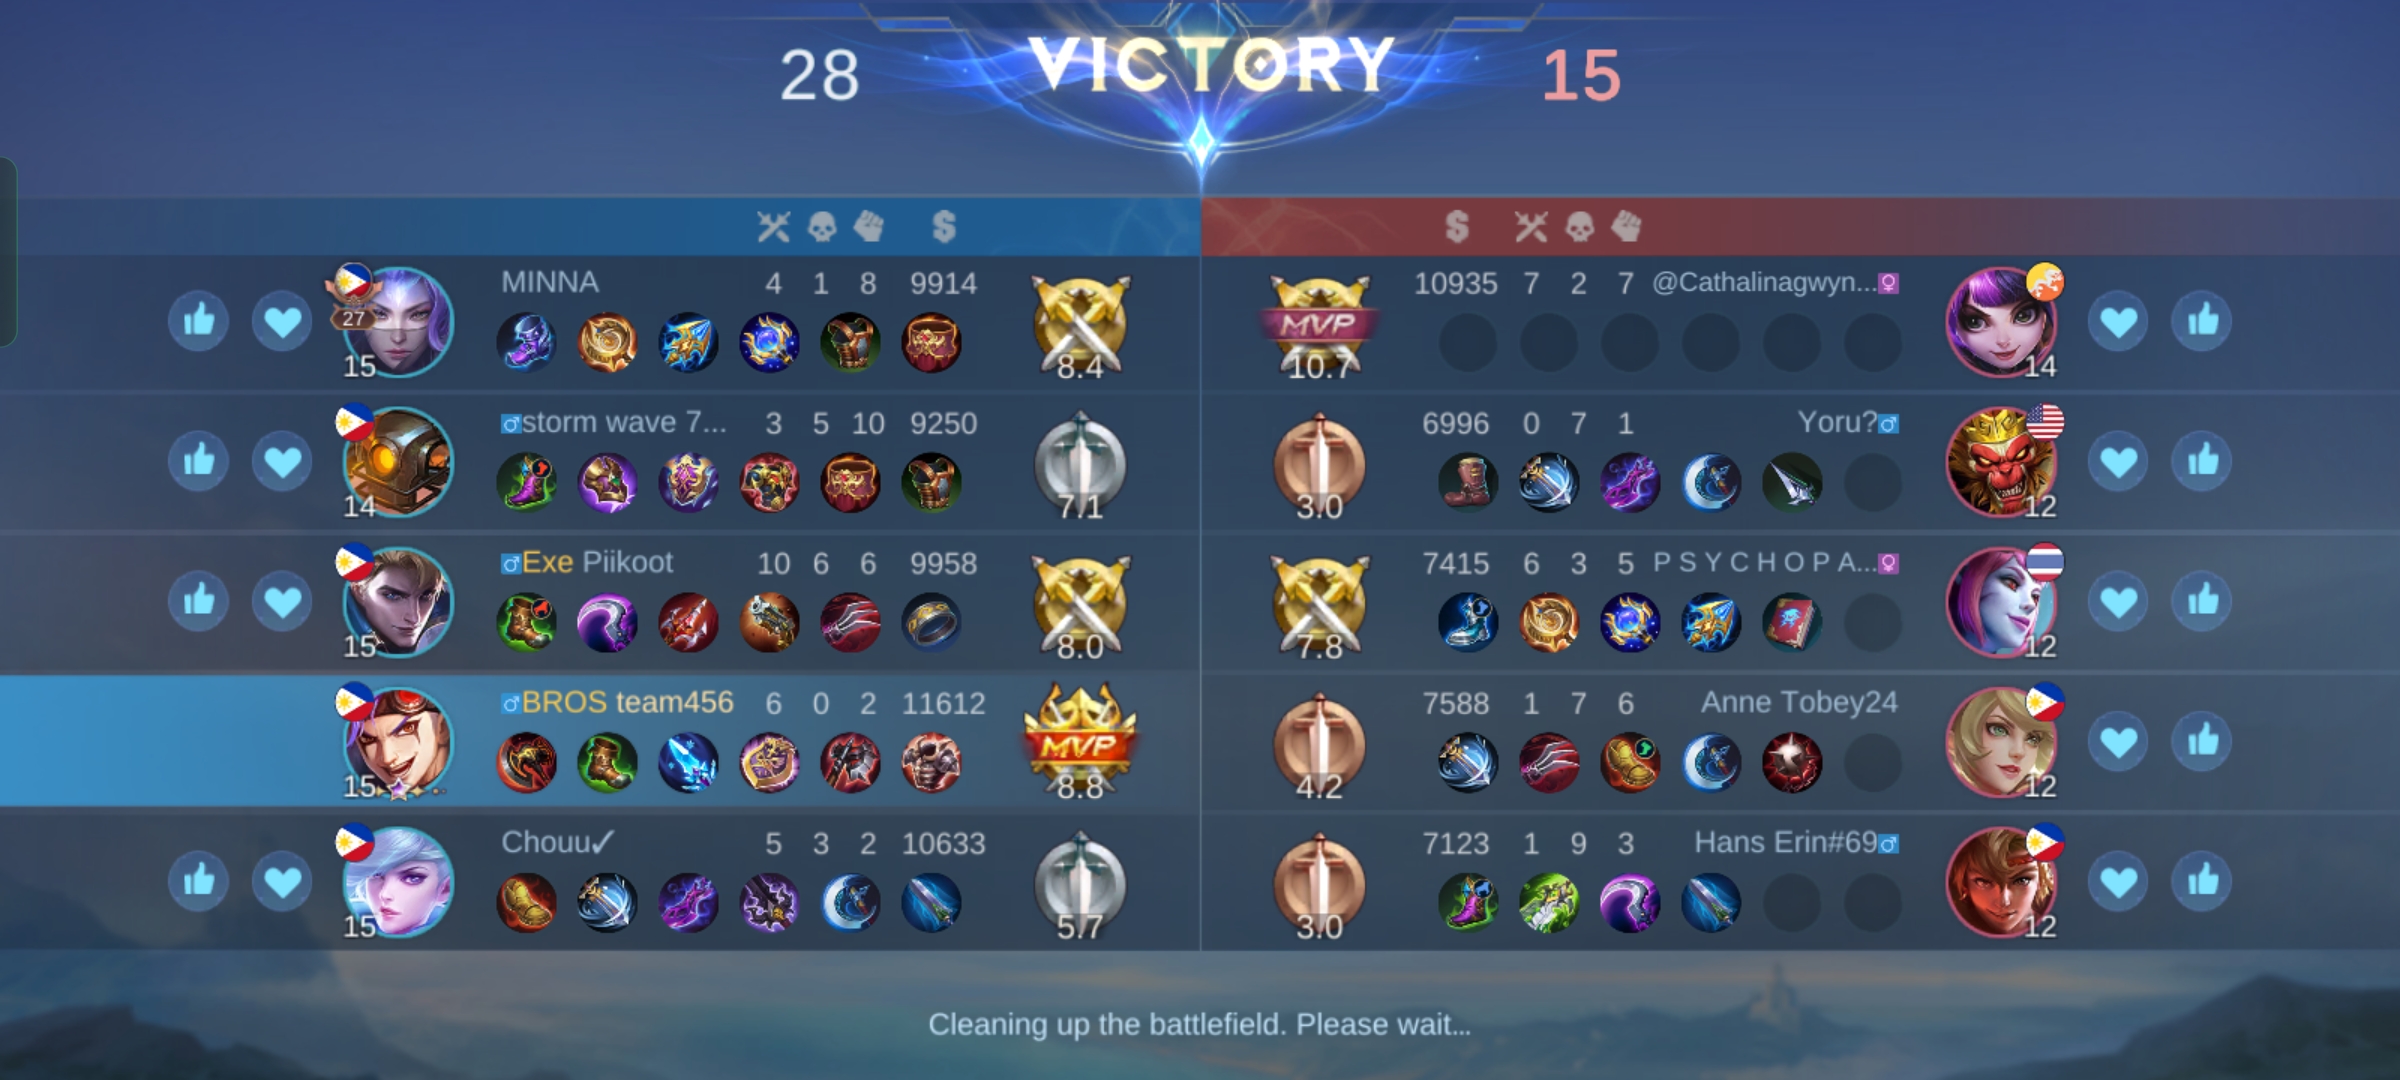 28 VICTORY 15
MINNA 4 1 8 9914
27
15
8.4
MVP
10.7
10935 7 2 7 @Cathalinagwyn...♀
14
♂storm wave 7... 3 5 10 9250
14
7.1
3.0
6996 0 7 1 Yoru?♂
12
♂Exe Piikoot 10 6 6 9958
15
8.0
7.8
7415 6 3 5 P S Y C H O P A...♀
12
♂BROS team456 6 0 2 11612
15
MVP
8.8
4.2
7588 1 7 6 Anne Tobey24
12
Chouu✓ 5 3 2 10633
15
5.7
3.0
7123 1 9 3 Hans Erin#69♂
12
Cleaning up the battlefield. Please wait...